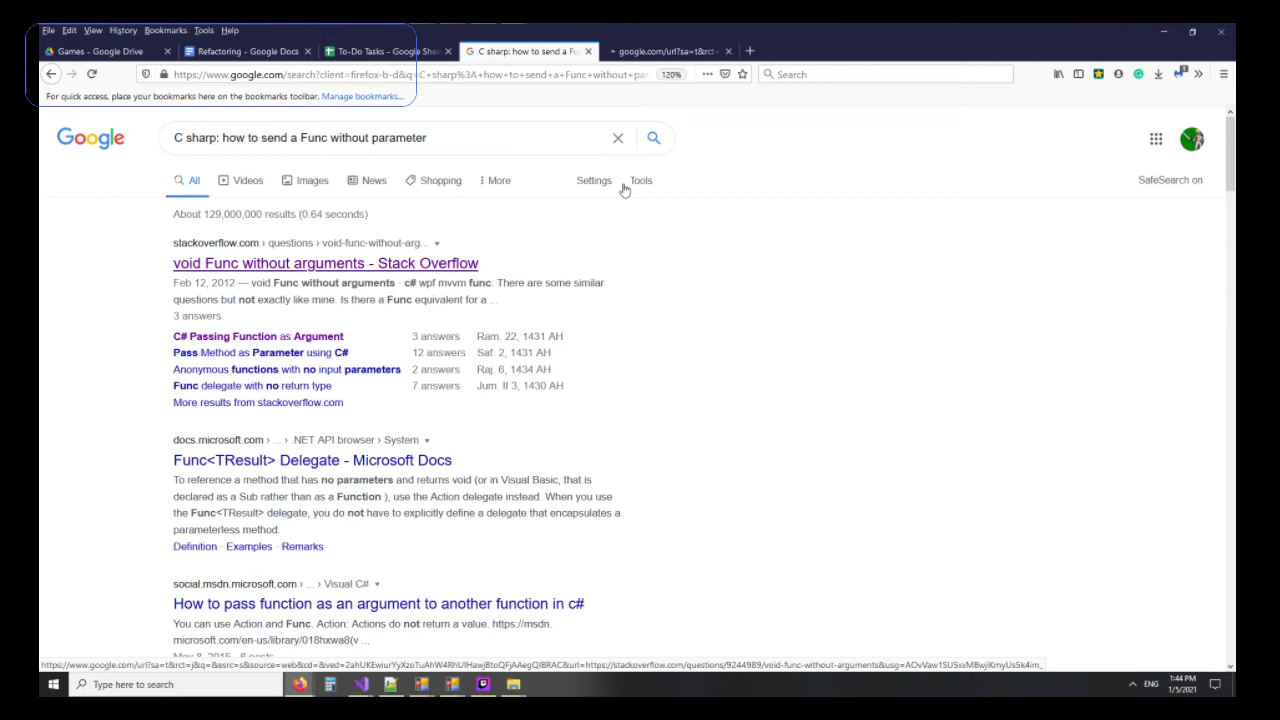 File Edit View History Bookmarks Tools Help
Games - Google Drive
Refactoring - Google Docs
To-Do Tasks - Google She
C sharp: how to send a Fu
google.com/url?sa=t&rct=
https://www.google.com/search?client=firefox-b-d&q=C+sharp%3A+how+to+send+a+Func+without+par 120% Search
For quick access, place your bookmarks here on the bookmarks toolbar. Manage bookmarks...
Google C sharp: how to send a Func without parameter
All Videos Images News Shopping More Settings Tools SafeSearch on
About 129,000,000 results (0.64 seconds)
stackoverflow.com › questions › void-func-without-arg...
void Func without arguments - Stack Overflow
Feb 12, 2012 — void Func without arguments · c# wpf mvvm func. There are some similar
questions but not exactly like mine. Is there a Func equivalent for a ...
3 answers
C# Passing Function as Argument 3 answers Ram. 22, 1431 AH
Pass Method as Parameter using C# 12 answers Saf. 2, 1431 AH
Anonymous functions with no input parameters 2 answers Raj. 6, 1434 AH
Func delegate with no return type 7 answers Jum. II 3, 1430 AH
More results from stackoverflow.com
docs.microsoft.com › ... › .NET API browser › System
Func<TResult> Delegate - Microsoft Docs
To reference a method that has no parameters and returns void (or in Visual Basic, that is
declared as a Sub rather than as a Function ), use the Action delegate instead. When you use
the Func<TResult> delegate, you do not have to explicitly define a delegate that encapsulates a
parameterless method.
Definition · Examples · Remarks
social.msdn.microsoft.com › ... › Visual C#
How to pass function as an argument to another function in c#
You can use Action and Func. Action: Actions do not return a value. https://msdn.
microsoft.com/en-us/library/018hxwa8(v ...
May 8, 2015 · 6 posts
Type here to search
ENG
1:44 PM
1/5/2021